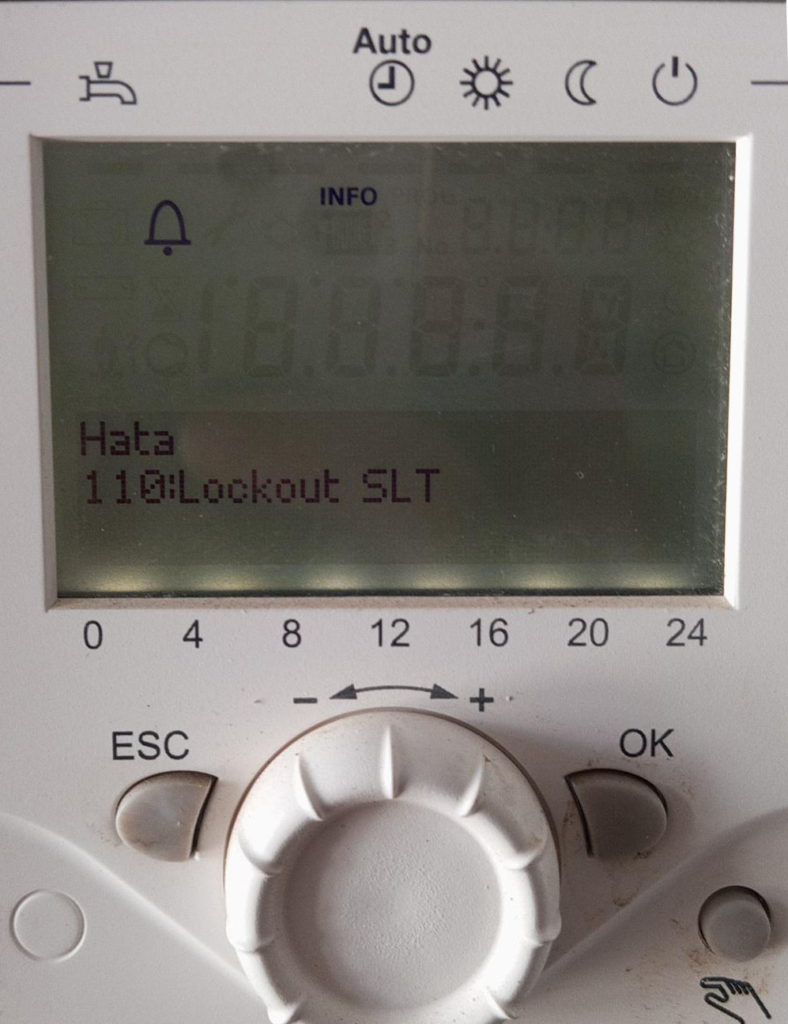 Auto
INFO
Hata
110:Lockout SLT
0 4 8 12 16 20 24
- +
ESC OK